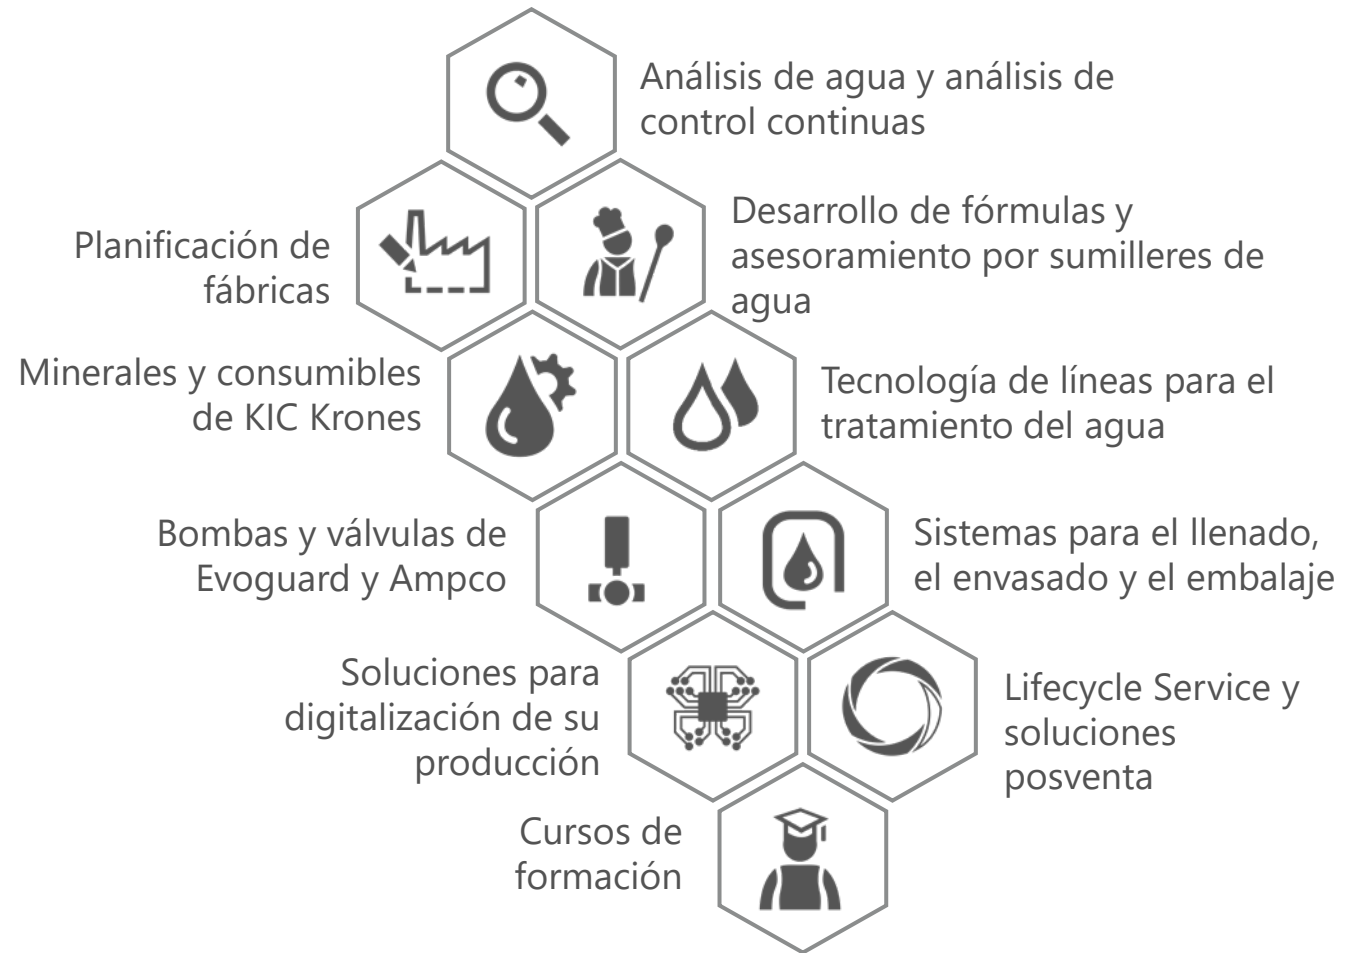 Análisis de agua y análisis de
control continuas
Planificación de
fábricas
Desarrollo de fórmulas y
asesoramiento por sumilleres de
agua
Minerales y consumibles
de KIC Krones
Tecnología de líneas para el
tratamiento del agua
Bombas y válvulas de
Evoguard y Ampco
Sistemas para el llenado,
el envasado y el embalaje
Soluciones para
digitalización de su
producción
Lifecycle Service y
soluciones
posventa
Cursos de
formación